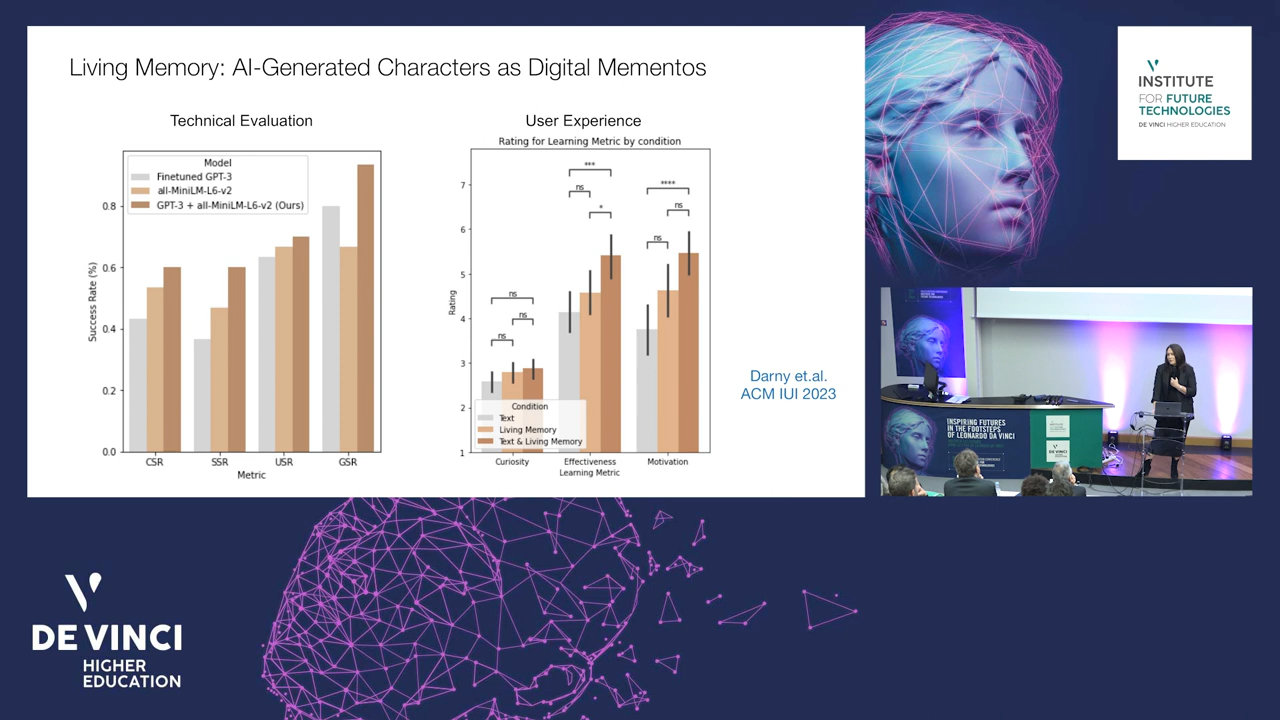 Living Memory: AI-Generated Characters as Digital Mementos
Technical Evaluation
Model
Finetuned GPT-3
all-MiniLM-L6-v2
GPT-3 + all-MiniLM-L6-v2 (Ours)
Success Rate (%)
0.8
0.6
0.4
0.2
0.0
CSR
SSR
USR
GSR
Metric
User Experience
Rating for Learning Metric by condition
Rating
7
6
5
4
3
2
1
ns
ns
ns
***
ns
*
****
ns
ns
Condition
Text
Living Memory
Text & Living Memory
Curiosity
Effectiveness
Motivation
Learning Metric
Darny et.al.
ACM IUI 2023
INSTITUTE
FOR FUTURE
TECHNOLOGIES
DE VINCI HIGHER EDUCATION
INSPIRING FUTURES
IN THE FOOTSTEPS
OF LEONARDO DA VINCI
DE VINCI
DE VINCI
HIGHER
EDUCATION